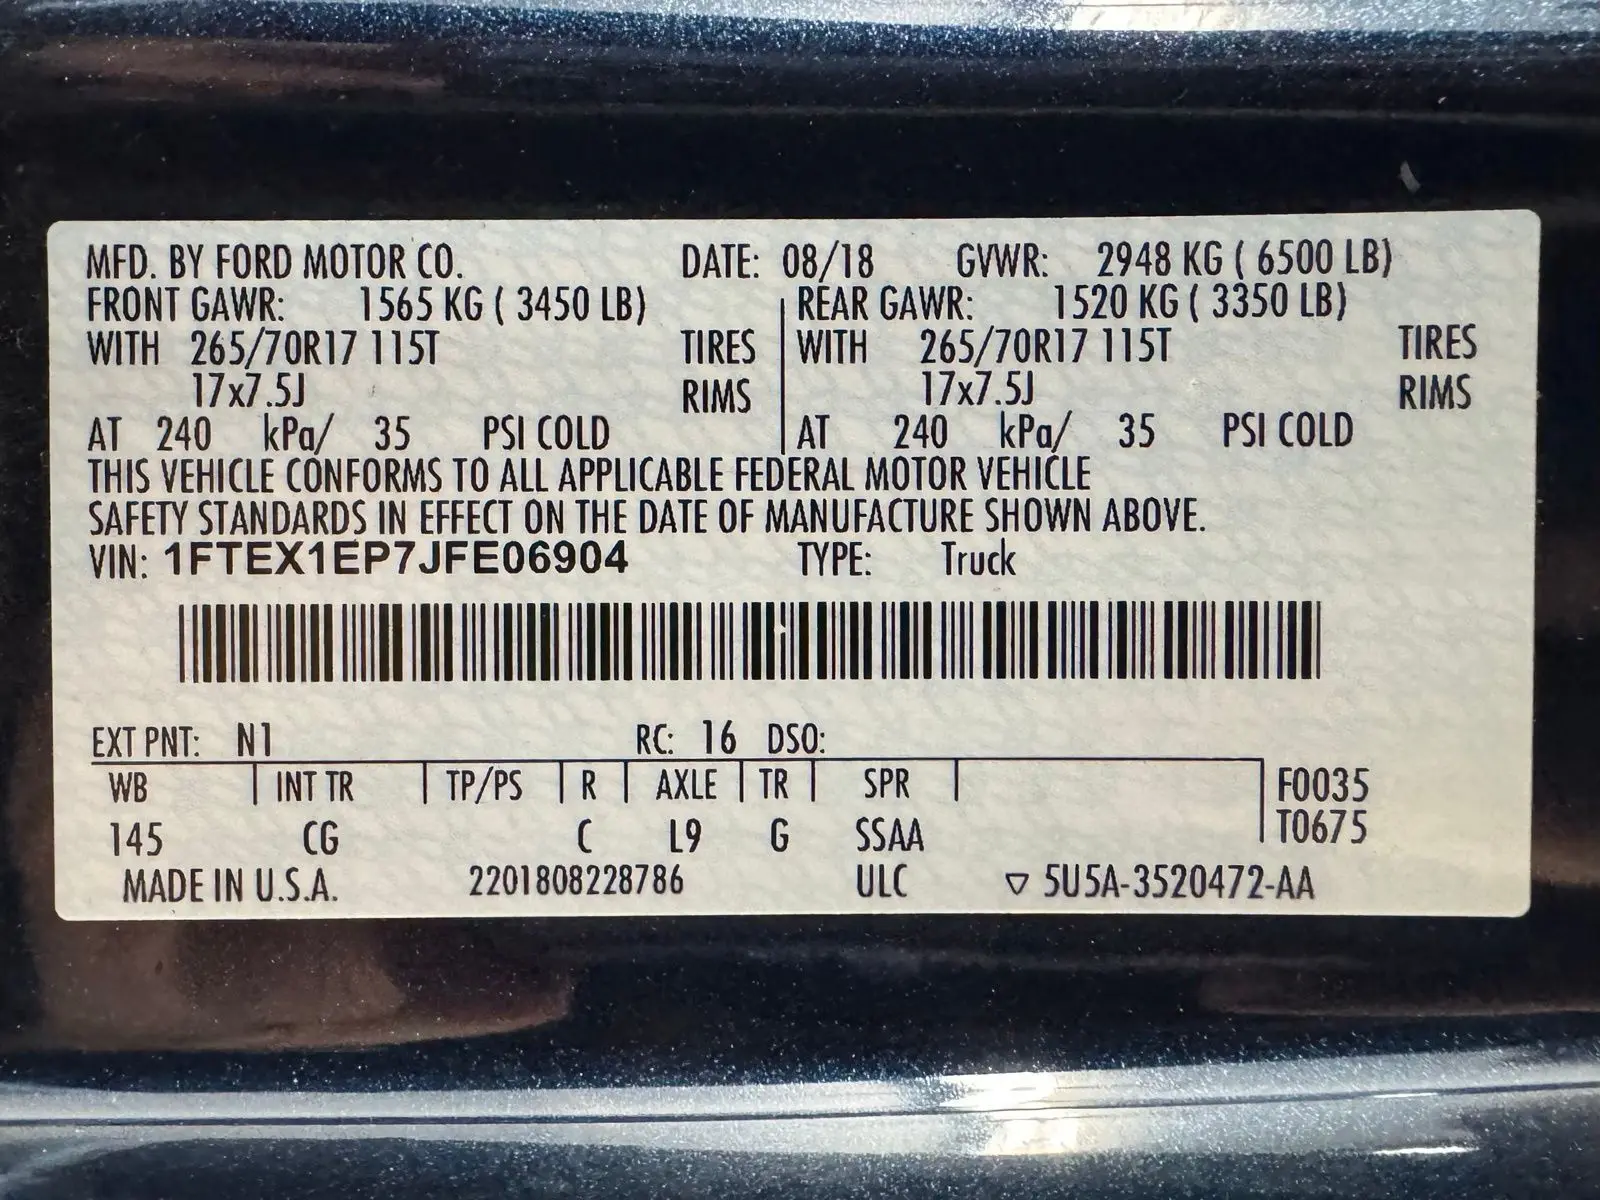 MFD. BY FORD MOTOR CO. DATE: 08/18 GVWR: 2948 KG ( 6500 LB)
FRONT GAWR: 1565 KG ( 3450 LB) REAR GAWR: 1520 KG ( 3350 LB)
WITH 265/70R17 115T TIRES WITH 265/70R17 115T TIRES
17x7.5J RIMS 17x7.5J RIMS
AT 240 kPa/ 35 PSI COLD AT 240 kPa/ 35 PSI COLD
THIS VEHICLE CONFORMS TO ALL APPLICABLE FEDERAL MOTOR VEHICLE
SAFETY STANDARDS IN EFFECT ON THE DATE OF MANUFACTURE SHOWN ABOVE.
VIN: 1FTEX1EP7JFE06904 TYPE: Truck
EXT PNT: N1 RC: 16 DSO:
WB INT TR TP/PS R AXLE TR SPR F0035
145 CG C L9 G SSAA T0675
MADE IN U.S.A. 2201808228786 ULC ▽ 5U5A-3520472-AA